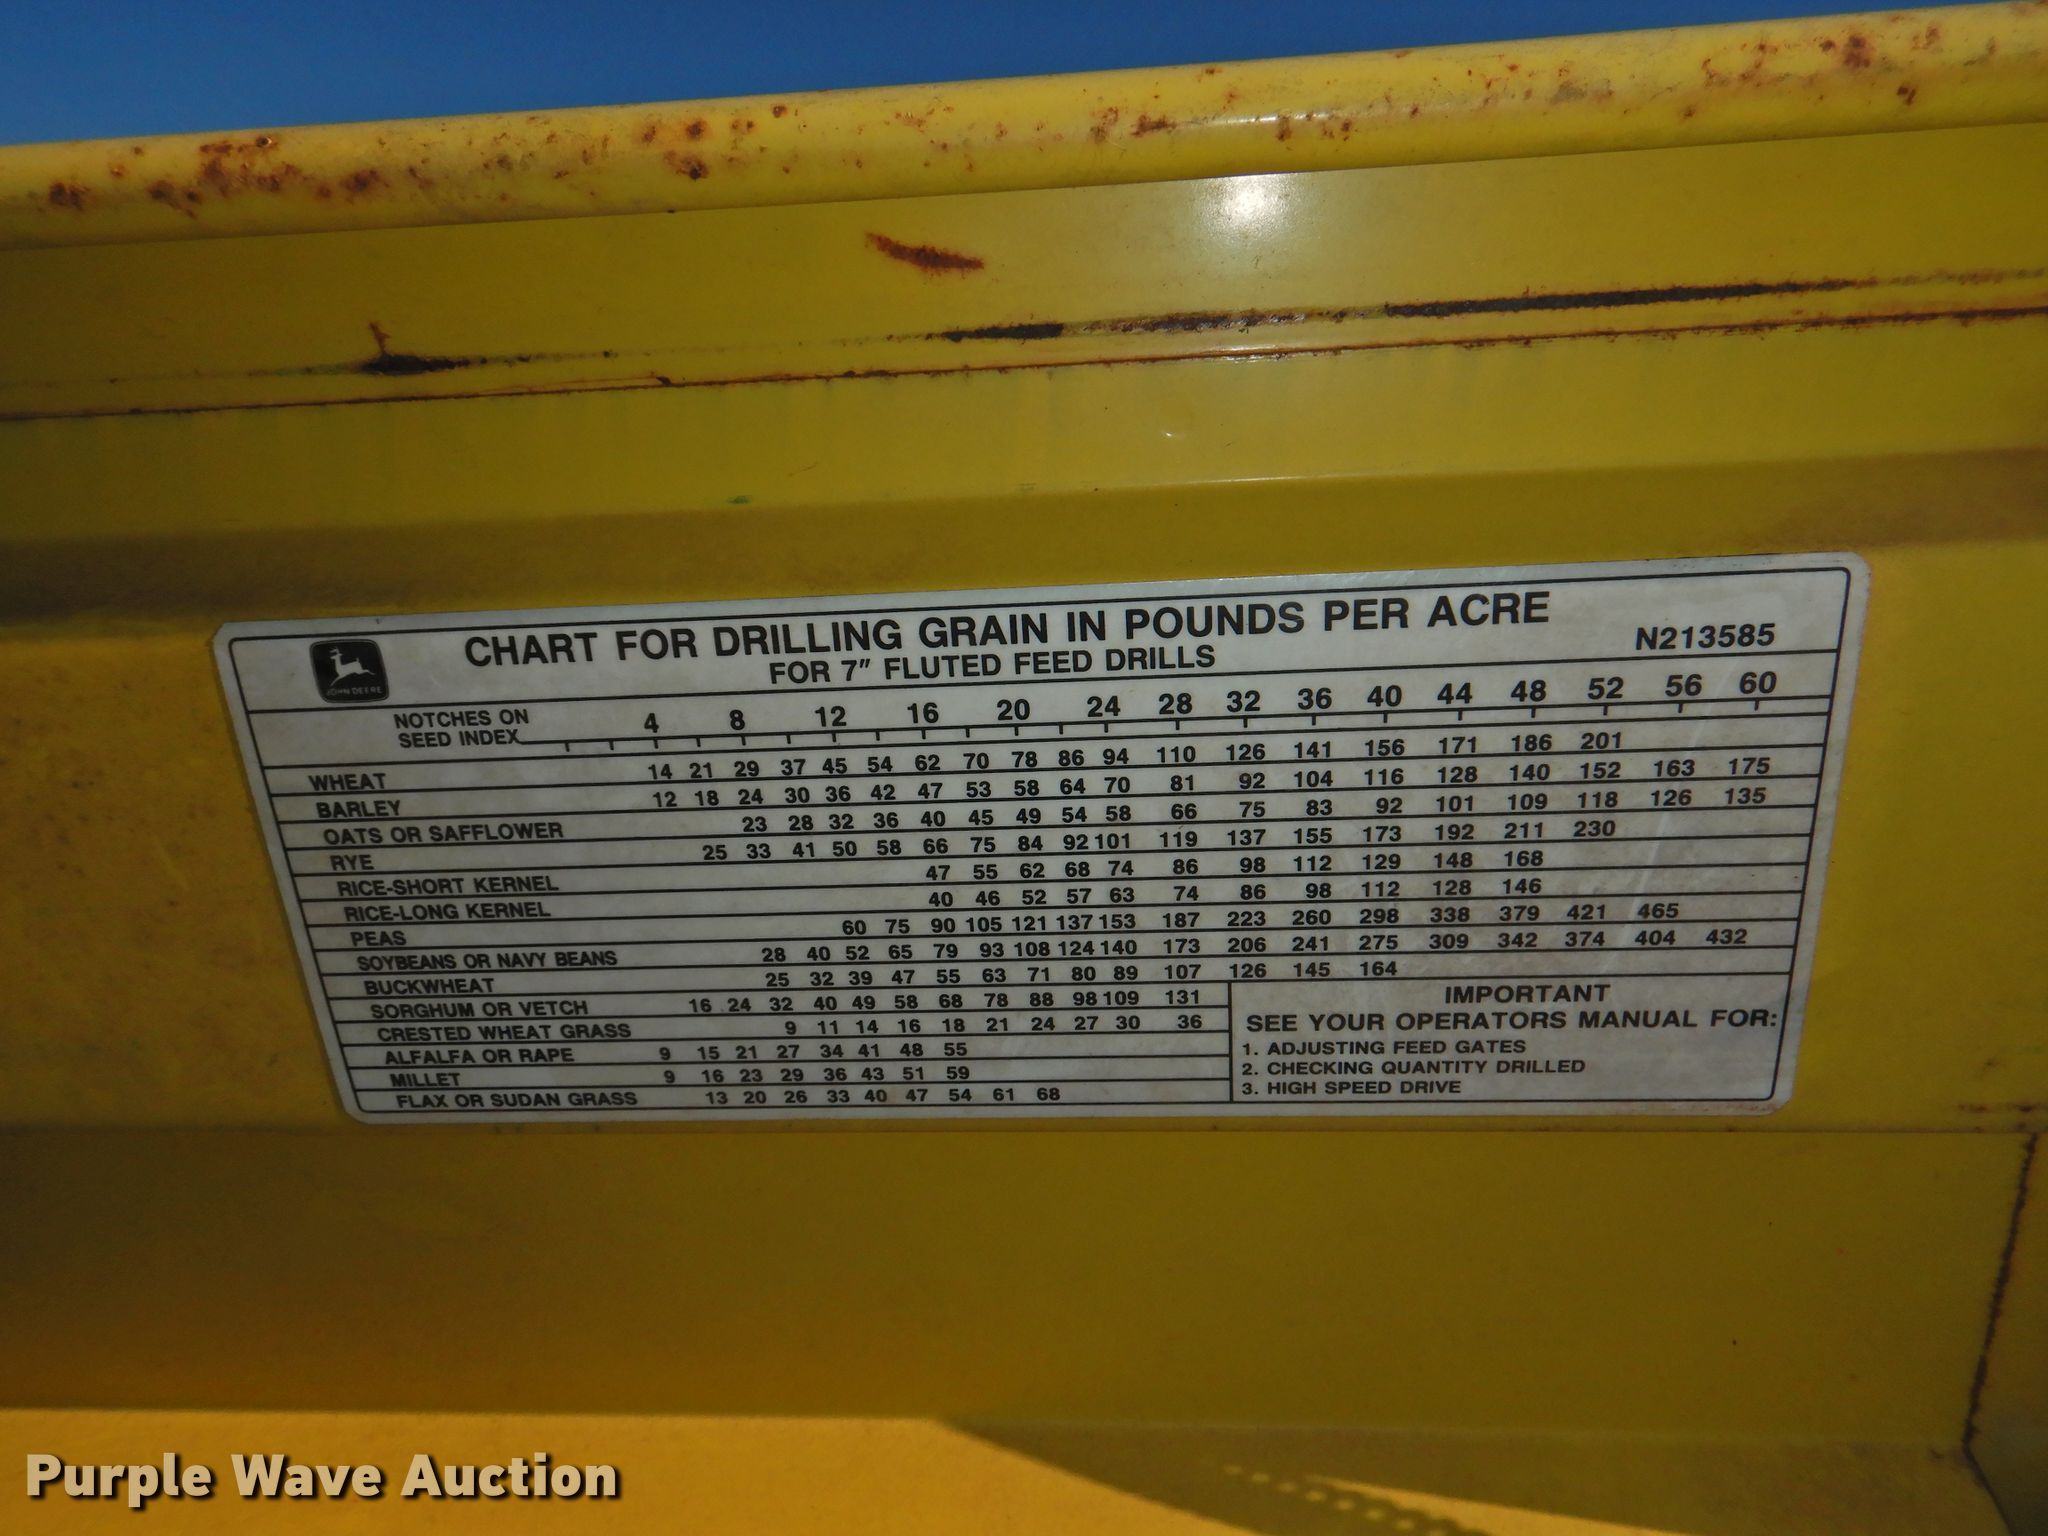 CHART FOR DRILLING GRAIN IN POUNDS PER ACRE
FOR 7" FLUTED FEED DRILLS
N213585
JOHN DEERE
NOTCHES ON SEED INDEX 4 8 12 16 20 24 28 32 36 40 44 48 52 56 60
WHEAT 14 21 29 37 45 54 62 70 78 86 94 110 126 141 156 171 186 201
BARLEY 12 18 24 30 36 42 47 53 58 64 70 81 92 104 116 128 140 152 163 175
OATS OR SAFFLOWER 23 28 32 36 40 45 49 54 58 66 75 83 92 101 109 118 126 135
RYE 25 33 41 50 58 66 75 84 92 101 119 137 155 173 192 211 230
RICE-SHORT KERNEL 47 55 62 68 74 86 98 112 129 148 168
RICE-LONG KERNEL 40 46 52 57 63 74 86 98 112 128 146
PEAS 60 75 90 105 121 137 153 187 223 260 298 338 379 421 465
SOYBEANS OR NAVY BEANS 28 40 52 65 79 93 108 124 140 173 206 241 275 309 342 374 404 432
BUCKWHEAT 25 32 39 47 55 63 71 80 89 107 126 145 164
SORGHUM OR VETCH 16 24 32 40 49 58 68 78 88 98 109 131
CRESTED WHEAT GRASS 9 11 14 16 18 21 24 27 30 36
ALFALFA OR RAPE 9 15 21 27 34 41 48 55
MILLET 9 16 23 29 36 43 51 59
FLAX OR SUDAN GRASS 13 20 26 33 40 47 54 61 68
IMPORTANT
SEE YOUR OPERATORS MANUAL FOR:
1. ADJUSTING FEED GATES
2. CHECKING QUANTITY DRILLED
3. HIGH SPEED DRIVE
Purple Wave Auction